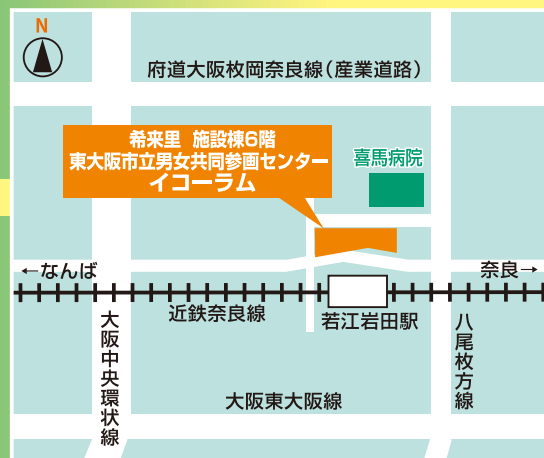 N
府道大阪枚岡奈良線(産業道路)
希来里 施設棟6階
東大阪市立男女共同参画センター
イコーラム
喜馬病院
←なんば
奈良→
近鉄奈良線
若江岩田駅
大阪中央環状線
八尾枚方線
大阪東大阪線